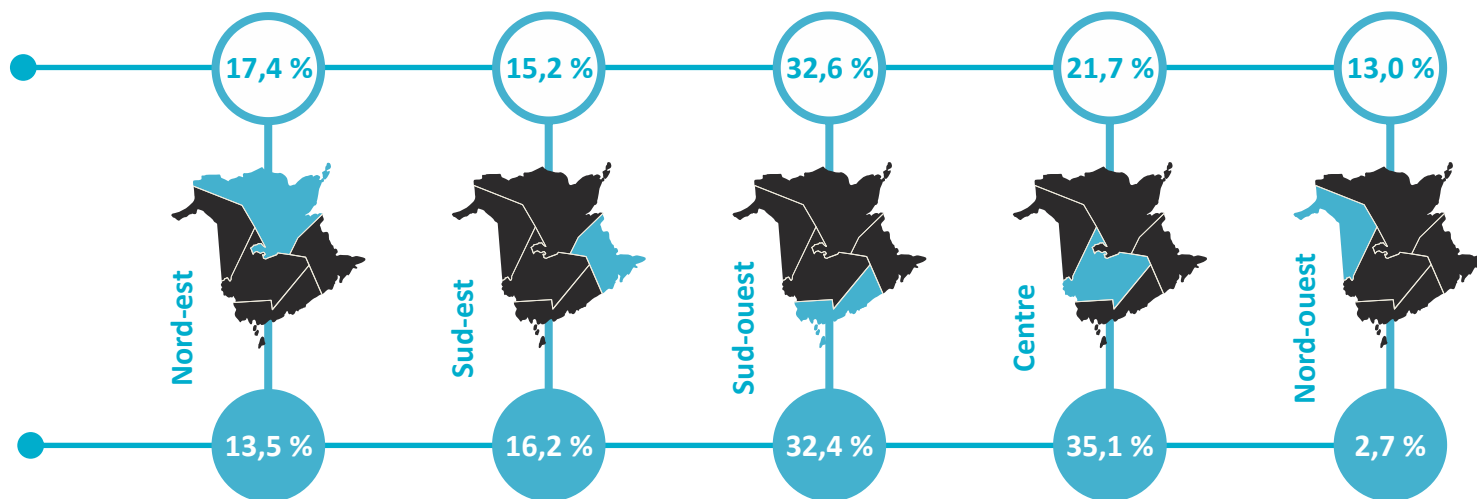 17,4 %
15,2 %
32,6 %
21,7 %
13,0 %
Nord-est
Sud-est
Sud-ouest
Centre
Nord-ouest
13,5 %
16,2 %
32,4 %
35,1 %
2,7 %